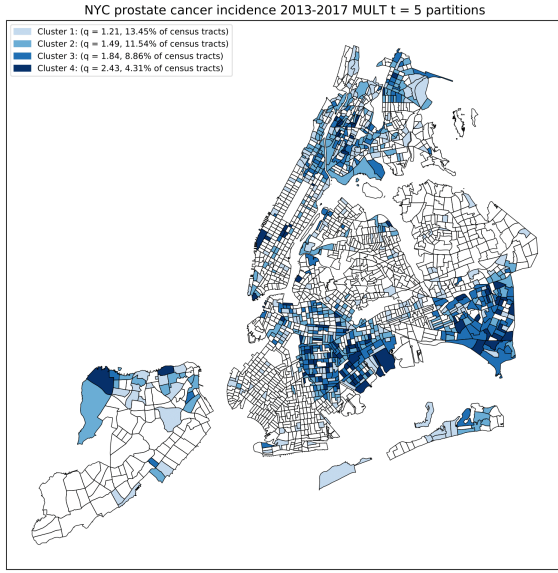 NYC prostate cancer incidence 2013-2017 MULT t = 5 partitions
Cluster 1: (q = 1.21, 13.45% of census tracts)
Cluster 2: (q = 1.49, 11.54% of census tracts)
Cluster 3: (q = 1.84, 8.86% of census tracts)
Cluster 4: (q = 2.43, 4.31% of census tracts)